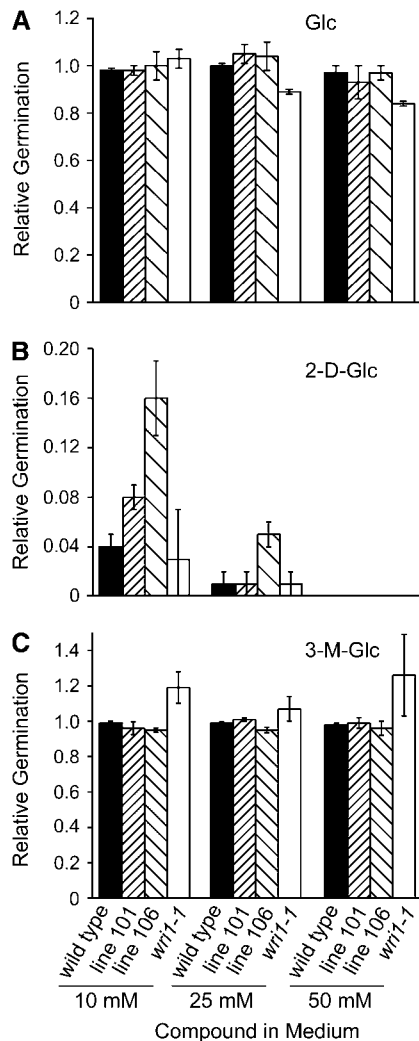 A
Glc
Relative Germination
1.2
1.0
0.8
0.6
0.4
0.2
0
B
2-D-Glc
Relative Germination
0.20
0.16
0.12
0.08
0.04
0
C
3-M-Glc
Relative Germination
1.4
1.2
1.0
0.8
0.6
0.4
0.2
0
wild type
line 101
line 106
wri1-1
wild type
line 101
line 106
wri1-1
wild type
line 101
line 106
wri1-1
10 mM
25 mM
50 mM
Compound in Medium